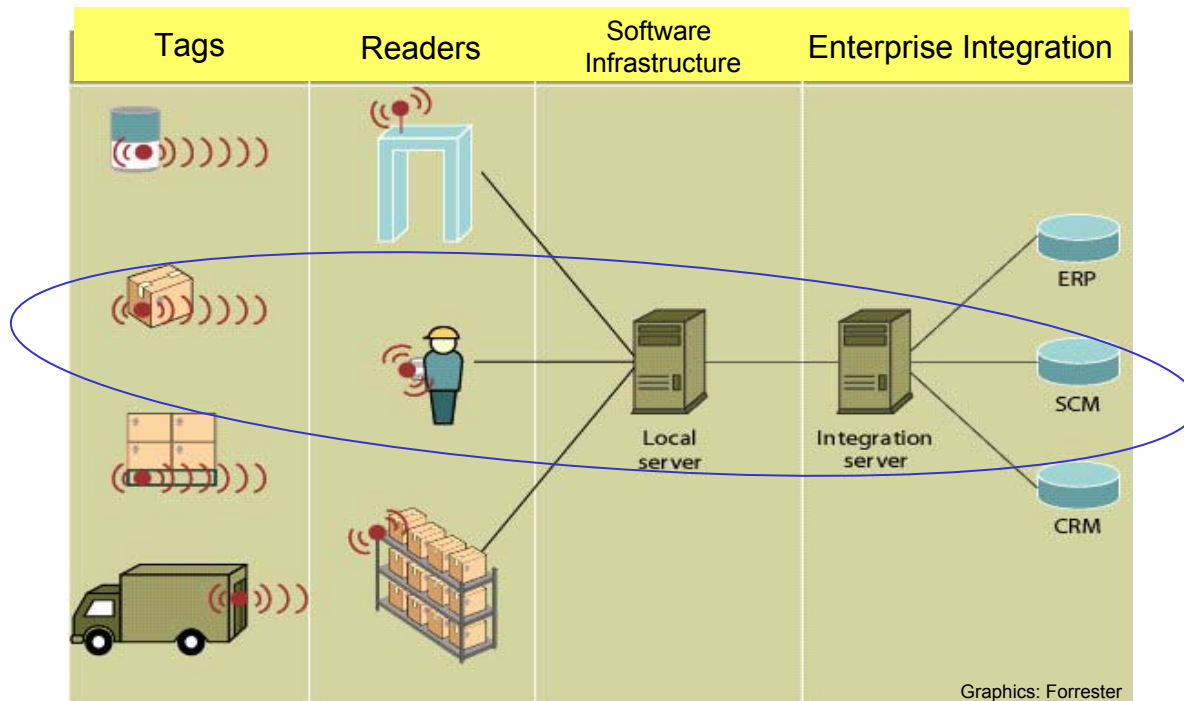 Tags
Readers
Software
Infrastructure
Enterprise Integration
ERP
SCM
Local
server
Integration
server
CRM
Graphics: Forrester